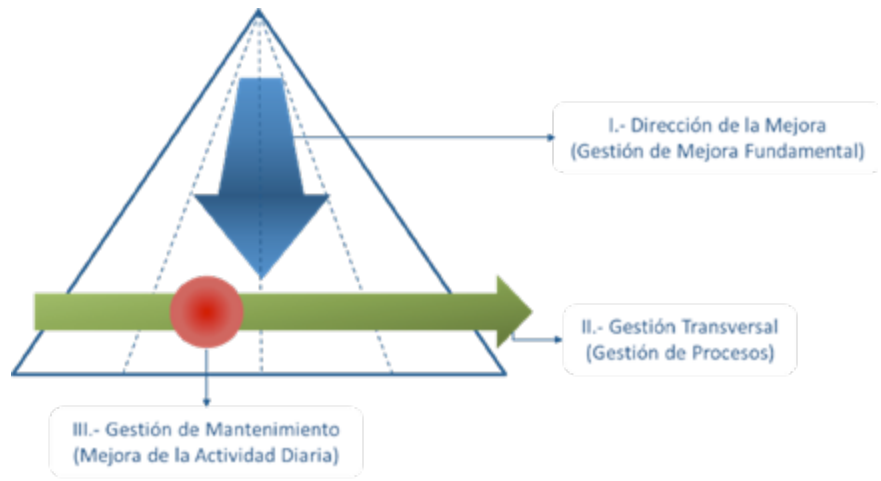 I.- Dirección de la Mejora
(Gestión de Mejora Fundamental)
II.- Gestión Transversal
(Gestión de Procesos)
III.- Gestión de Mantenimiento
(Mejora de la Actividad Diaria)